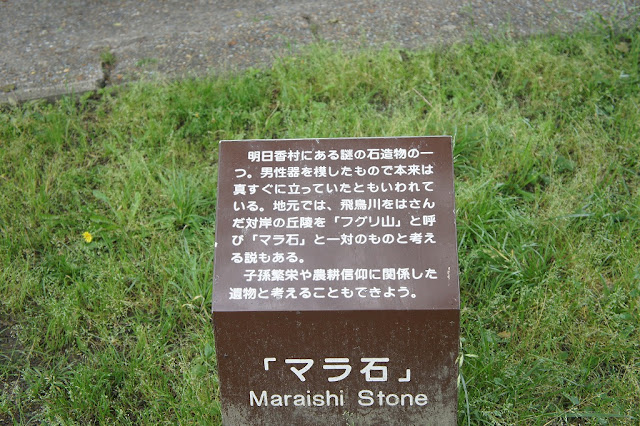 明日香村にある謎の石造物の一
つ。男性器を模したもので本来は
真すぐに立っていたともいわれて
いる。地元では、飛鳥川をはさん
だ対岸の丘陵を「フグリ山」と呼
び「マラ石」と一対のものと考え
る説もある。
子孫繁栄や農耕信仰に関係した
遺物と考えることもできよう。
「マラ石」
Maraishi Stone